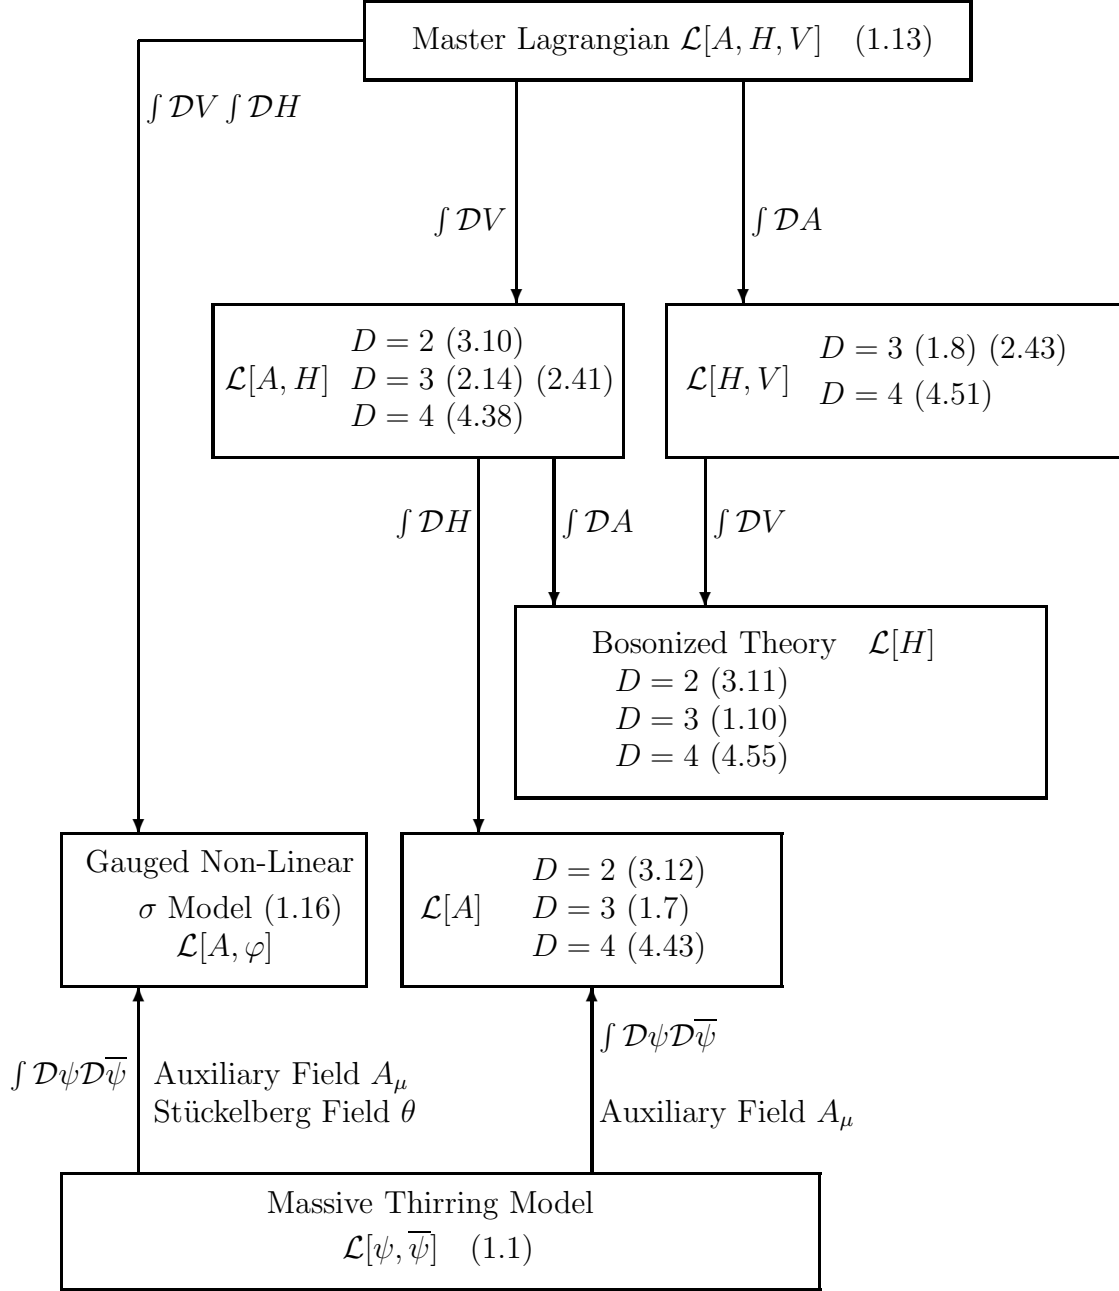 Master Lagrangian ℒ[A, H, V] (1.13)
∫ 𝒟V ∫ 𝒟H
∫ 𝒟V
∫ 𝒟A
D = 2 (3.10)
ℒ[A, H] D = 3 (2.14) (2.41)
D = 4 (4.38)
D = 3 (1.8) (2.43)
ℒ[H, V]
D = 4 (4.51)
∫ 𝒟H
∫ 𝒟A
∫ 𝒟V
Bosonized Theory ℒ[H]
D = 2 (3.11)
D = 3 (1.10)
D = 4 (4.55)
Gauged Non-Linear
σ Model (1.16)
ℒ[A, φ]
D = 2 (3.12)
ℒ[A] D = 3 (1.7)
D = 4 (4.43)
∫ 𝒟ψ𝒟ψ̅
Auxiliary Field A_μ
Stückelberg Field θ
∫ 𝒟ψ𝒟ψ̅
Auxiliary Field A_μ
Massive Thirring Model
ℒ[ψ, ψ̅] (1.1)